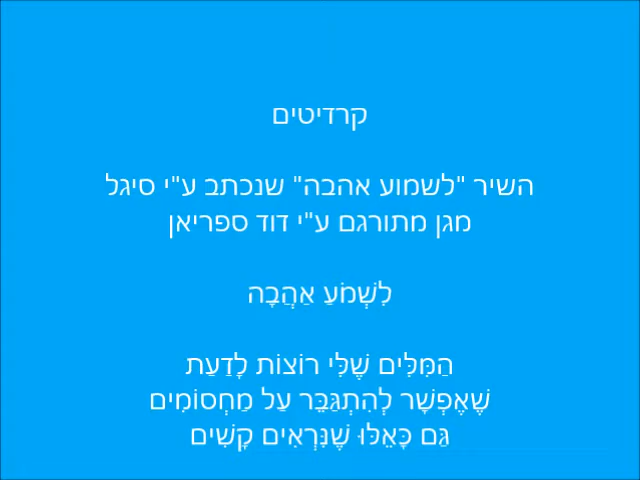 קרדיטים
השיר "לשמוע אהבה" שנכתב ע"י סיגל
מגן מתורגם ע"י דוד ספריאן
לִשְׁמֹעַ אַהֲבָה
הַמִּלִּים שֶׁלִּי רוֹצוֹת לָדַעַת
שֶׁאֶפְשָׁר לְהִתְגַּבֵּר עַל מַחְסוֹמִים
גַּם כָּאֵלּוּ שֶׁנִּרְאִים קָשִׁים